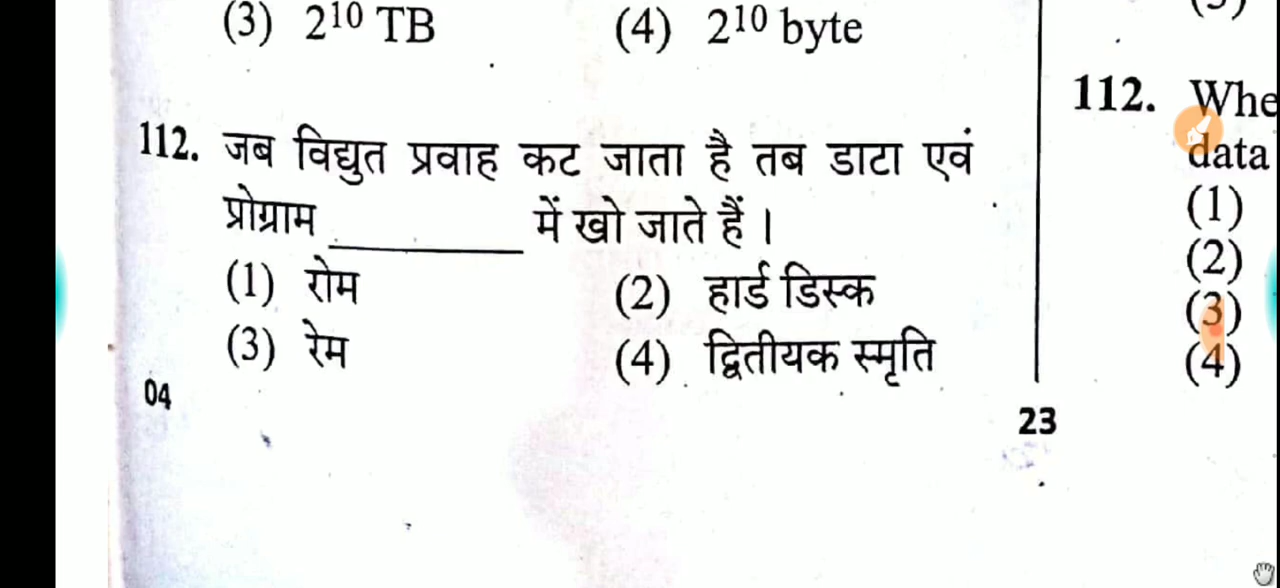 (3) 2¹⁰ TB (4) 2¹⁰ byte
112. जब विद्युत प्रवाह कट जाता है तब डाटा एवं
प्रोग्राम __________ में खो जाते हैं ।
(1) रोम (2) हार्ड डिस्क
(3) रेम (4) द्वितीयक स्मृति
04
23
112. Whe
data
(1)
(2)
(3)
(4)